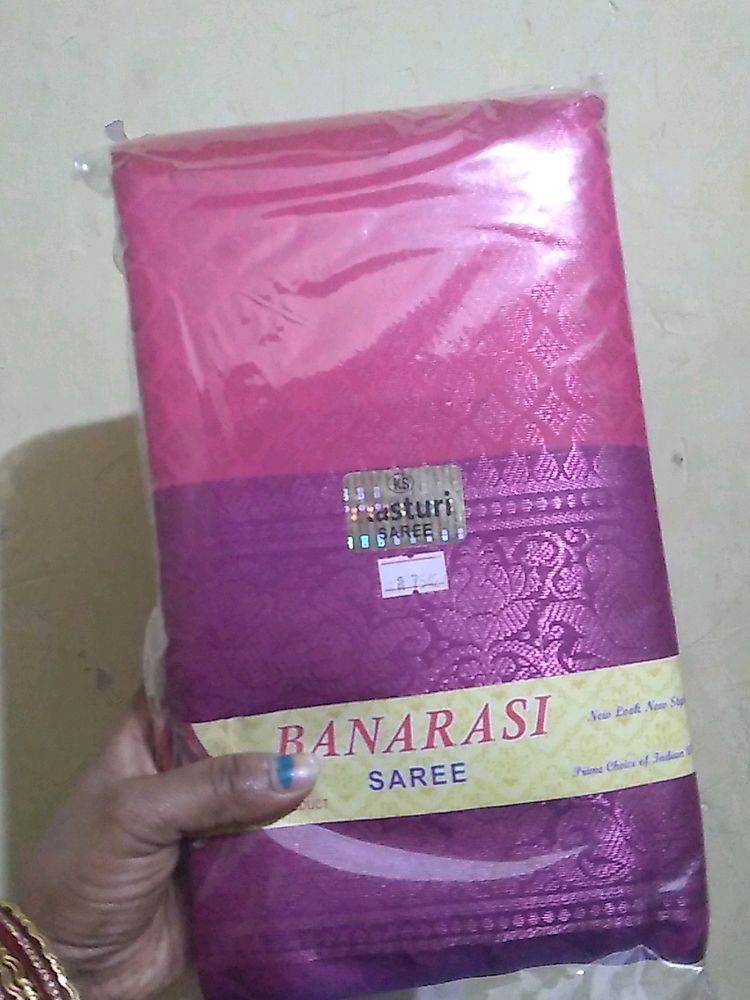 KS
Kasturi
SAREE
BANARASI
SAREE
New Look New
Prime Choice of Indian